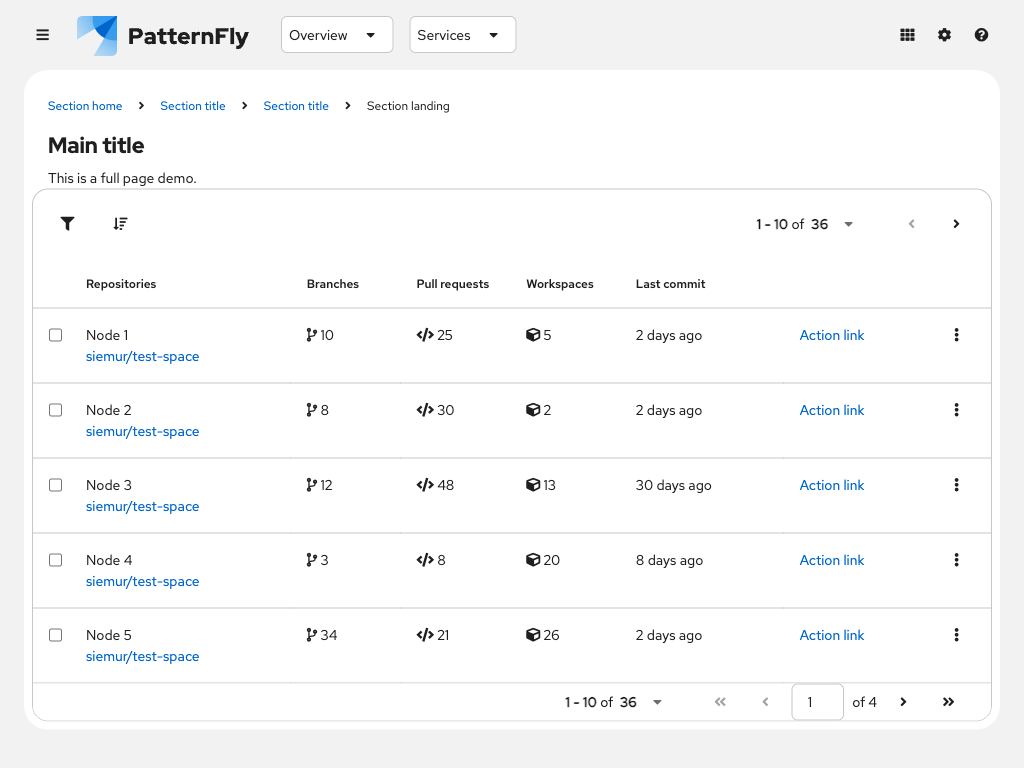 PatternFly Overview Services
Section home Section title Section title Section landing
Main title
This is a full page demo.
1 - 10 of 36
Repositories Branches Pull requests Workspaces Last commit
Node 1 10 25 5 2 days ago Action link
siemur/test-space
Node 2 8 30 2 2 days ago Action link
siemur/test-space
Node 3 12 48 13 30 days ago Action link
siemur/test-space
Node 4 3 8 20 8 days ago Action link
siemur/test-space
Node 5 34 21 26 2 days ago Action link
siemur/test-space
1 - 10 of 36 1 of 4